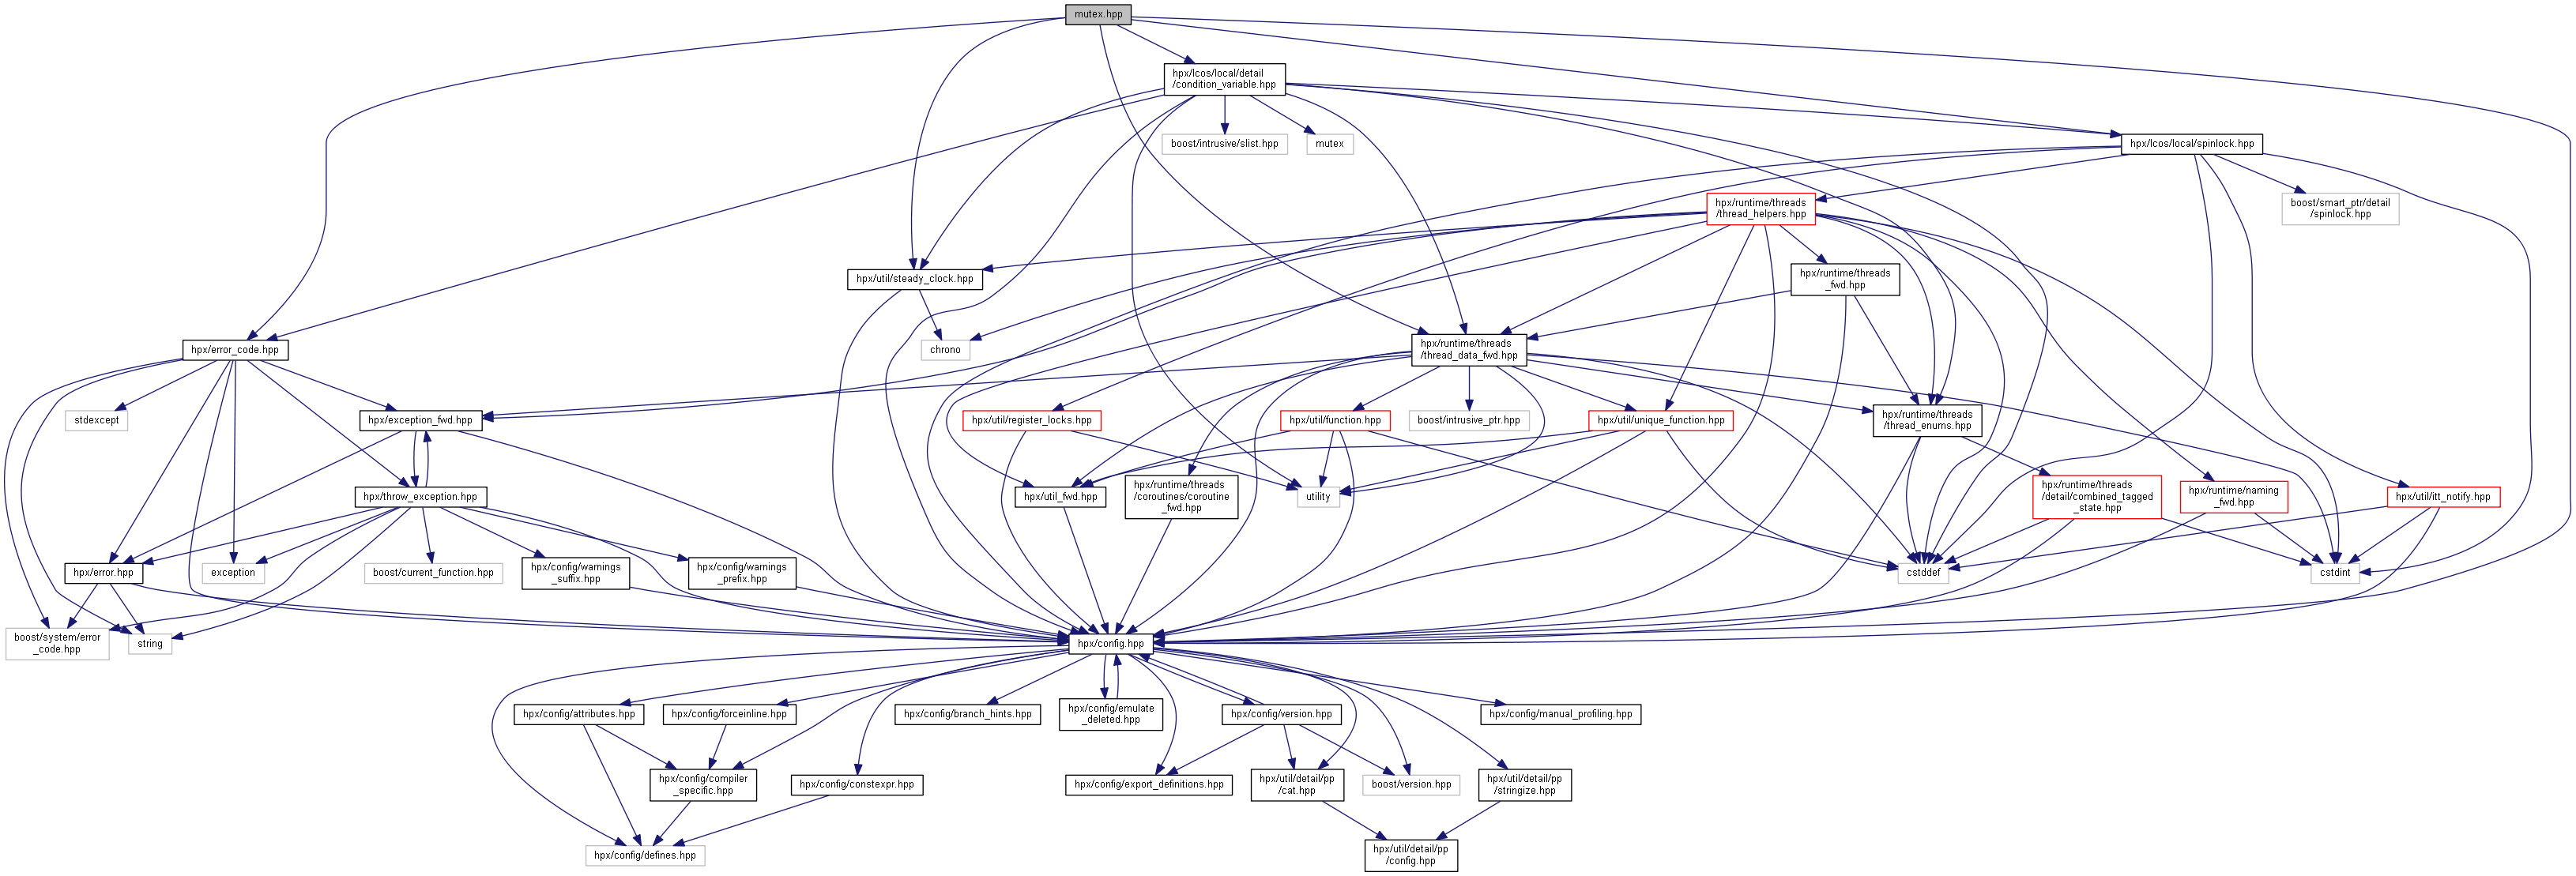 mutex.hpp
hpx/lcos/local/detail
/condition_variable.hpp
boost/intrusive/slist.hpp
mutex
hpx/lcos/local/spinlock.hpp
hpx/runtime/threads
/thread_helpers.hpp
boost/smart_ptr/detail
/spinlock.hpp
hpx/util/steady_clock.hpp
hpx/runtime/threads
_fwd.hpp
hpx/error_code.hpp
chrono
hpx/runtime/threads
/thread_data_fwd.hpp
stdexcept
hpx/exception_fwd.hpp
hpx/util/register_locks.hpp
hpx/util/function.hpp
boost/intrusive_ptr.hpp
hpx/util/unique_function.hpp
hpx/runtime/threads
/thread_enums.hpp
hpx/throw_exception.hpp
hpx/util_fwd.hpp
hpx/runtime/threads
/coroutines/coroutine
_fwd.hpp
utility
hpx/runtime/threads
/detail/combined_tagged
_state.hpp
hpx/runtime/naming
_fwd.hpp
hpx/util/itt_notify.hpp
hpx/error.hpp
exception
boost/current_function.hpp
hpx/config/warnings
_suffix.hpp
hpx/config/warnings
_prefix.hpp
cstddef
cstdint
boost/system/error
_code.hpp
string
hpx/config.hpp
hpx/config/attributes.hpp
hpx/config/forceinline.hpp
hpx/config/branch_hints.hpp
hpx/config/emulate
_deleted.hpp
hpx/config/version.hpp
hpx/config/manual_profiling.hpp
hpx/config/compiler
_specific.hpp
hpx/config/constexpr.hpp
hpx/config/export_definitions.hpp
hpx/util/detail/pp
/cat.hpp
boost/version.hpp
hpx/util/detail/pp
/stringize.hpp
hpx/config/defines.hpp
hpx/util/detail/pp
/config.hpp